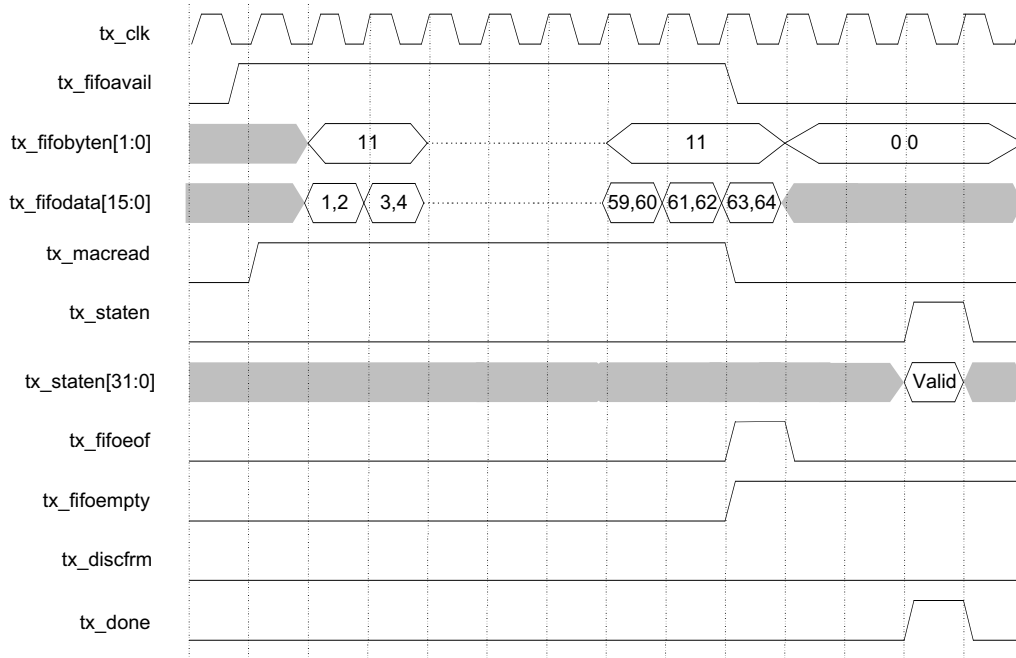 tx_clk
tx_fifoavail
tx_fifobyten[1:0] 11 11 0 0
tx_fifodata[15:0] 1,2 3,4 59,60 61,62 63,64
tx_macread
tx_staten
tx_staten[31:0] Valid
tx_fifoeof
tx_fifoempty
tx_discfrm
tx_done